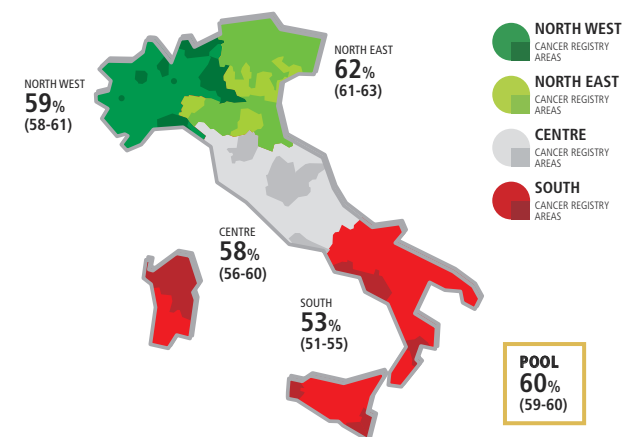 NORTH WEST
59%
(58-61)
NORTH EAST
62%
(61-63)
CENTRE
58%
(56-60)
SOUTH
53%
(51-55)
NORTH WEST
CANCER REGISTRY
AREAS
NORTH EAST
CANCER REGISTRY
AREAS
CENTRE
CANCER REGISTRY
AREAS
SOUTH
CANCER REGISTRY
AREAS
POOL
60%
(59-60)